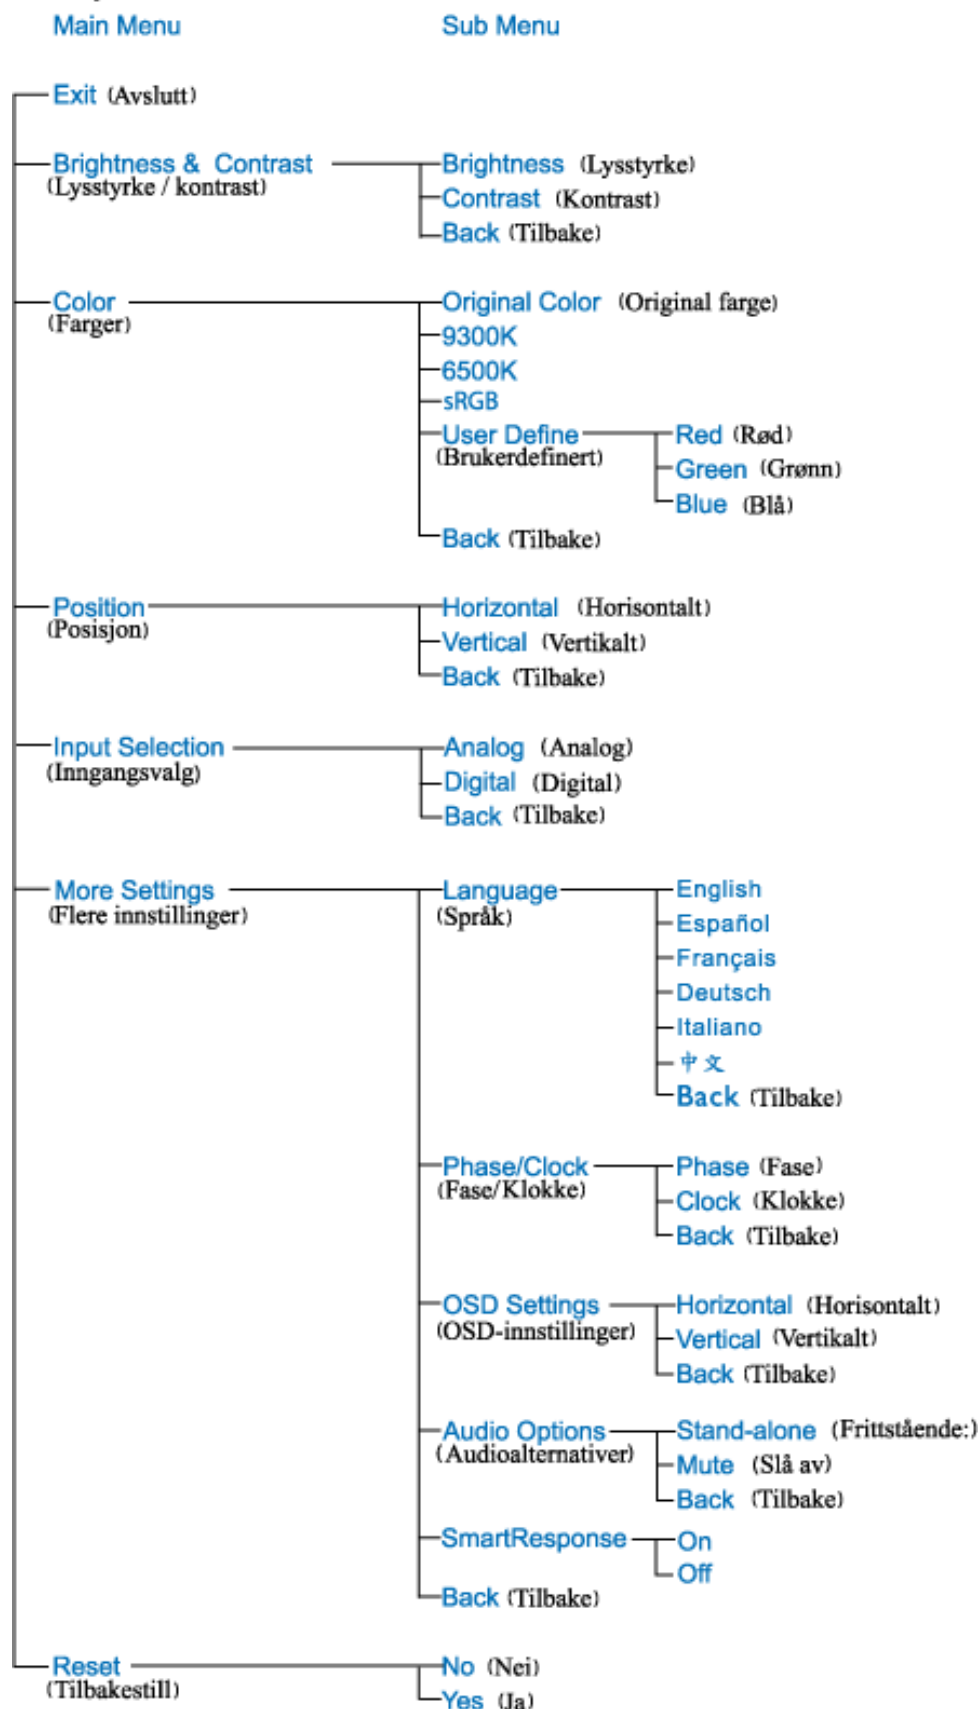 Main Menu Sub Menu
Exit (Avslutt)
Brightness & Contrast Brightness (Lysstyrke)
(Lysstyrke / kontrast)
Contrast (Kontrast)
Back (Tilbake)
Color Original Color (Original farge)
(Farger)
9300K
6500K
sRGB
User Define Red (Rød)
(Brukerdefinert)
Green (Grønn)
Blue (Blå)
Back (Tilbake)
Position Horizontal (Horisontalt)
(Posisjon)
Vertical (Vertikalt)
Back (Tilbake)
Input Selection Analog (Analog)
(Inngangsvalg)
Digital (Digital)
Back (Tilbake)
More Settings Language English
(Flere innstillinger) (Språk)
Español
Français
Deutsch
Italiano
中文
Back (Tilbake)
Phase/Clock Phase (Fase)
(Fase/Klokke)
Clock (Klokke)
Back (Tilbake)
OSD Settings Horizontal (Horisontalt)
(OSD-innstillinger)
Vertical (Vertikalt)
Back (Tilbake)
Audio Options Stand-alone (Frittstående:)
(Audioalternativer)
Mute (Slå av)
Back (Tilbake)
SmartResponse On
Off
Back (Tilbake)
Reset No (Nei)
(Tilbakestill)
Yes (Ja)